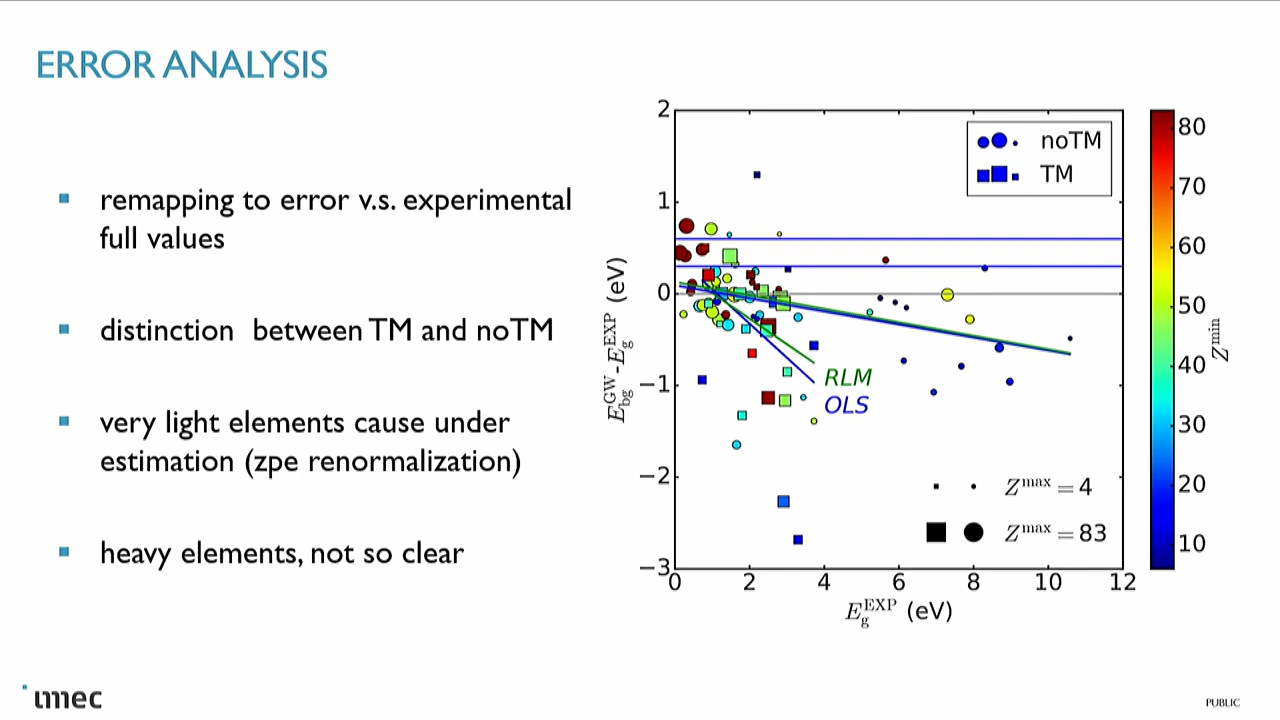 ERROR ANALYSIS
remapping to error v.s. experimental
full values
distinction between TM and noTM
very light elements cause under
estimation (zpe renormalization)
heavy elements, not so clear
2
1
0
−1
−2
−3
0 2 4 6 8 10 12
E_bg^GW - E_g^EXP (eV)
E_g^EXP (eV)
noTM
TM
RLM
OLS
Z^max = 4
Z^max = 83
80
70
60
50
40
30
20
10
Z^min
imec
PUBLIC